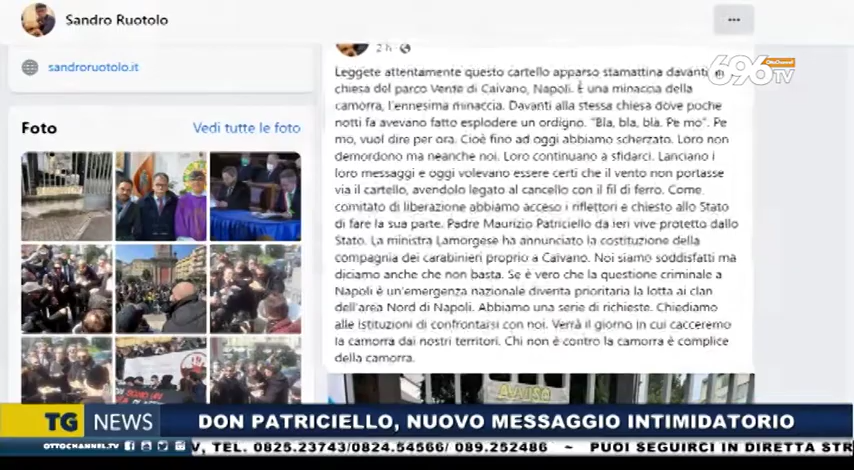 Sandro Ruotolo
sandroruotolo.it
Foto
Vedi tutte le foto
2 h
Leggete attentamente questo cartello apparso stamattina davanti
chiesa del parco Verde di Caivano, Napoli. È una minaccia della
camorra, l'ennesima minaccia. Davanti alla stessa chiesa dove poche
notti fa avevano fatto esplodere un ordigno. "Bla, bla, bla. Pe mo". Pe
mo, vuol dire per ora. Cioè fino ad oggi abbiamo scherzato. Loro non
demordono ma neanche noi. Loro continuano a sfidarci. Lanciano i
loro messaggi e oggi volevano essere certi che il vento non portasse
via il cartello, avendolo legato al cancello con il fil di ferro. Come
comitato di liberazione abbiamo acceso i riflettori e chiesto allo Stato
di fare la sua parte. Padre Maurizio Patriciello da ieri vive protetto dallo
Stato. La ministra Lamorgese ha annunciato la costituzione della
compagnia dei carabinieri proprio a Caivano. Noi siamo soddisfatti ma
diciamo anche che non basta. Se è vero che la questione criminale a
Napoli è un'emergenza nazionale diventa prioritaria la lotta ai clan
dell'area Nord di Napoli. Abbiamo una serie di richieste. Chiediamo
alle Istituzioni di confrontarsi con noi. Verrà il giorno in cui cacceremo
la camorra dai nostri territori. Chi non è contro la camorra è complice
della camorra.
696 TV
OttoChannel
TG NEWS
DON PATRICIELLO, NUOVO MESSAGGIO INTIMIDATORIO
OTTOCHANNEL.TV
V, TEL. 0825.23743/0824.54566/ 089.252486 ~ PUOI SEGUIRCI IN DIRETTA STR